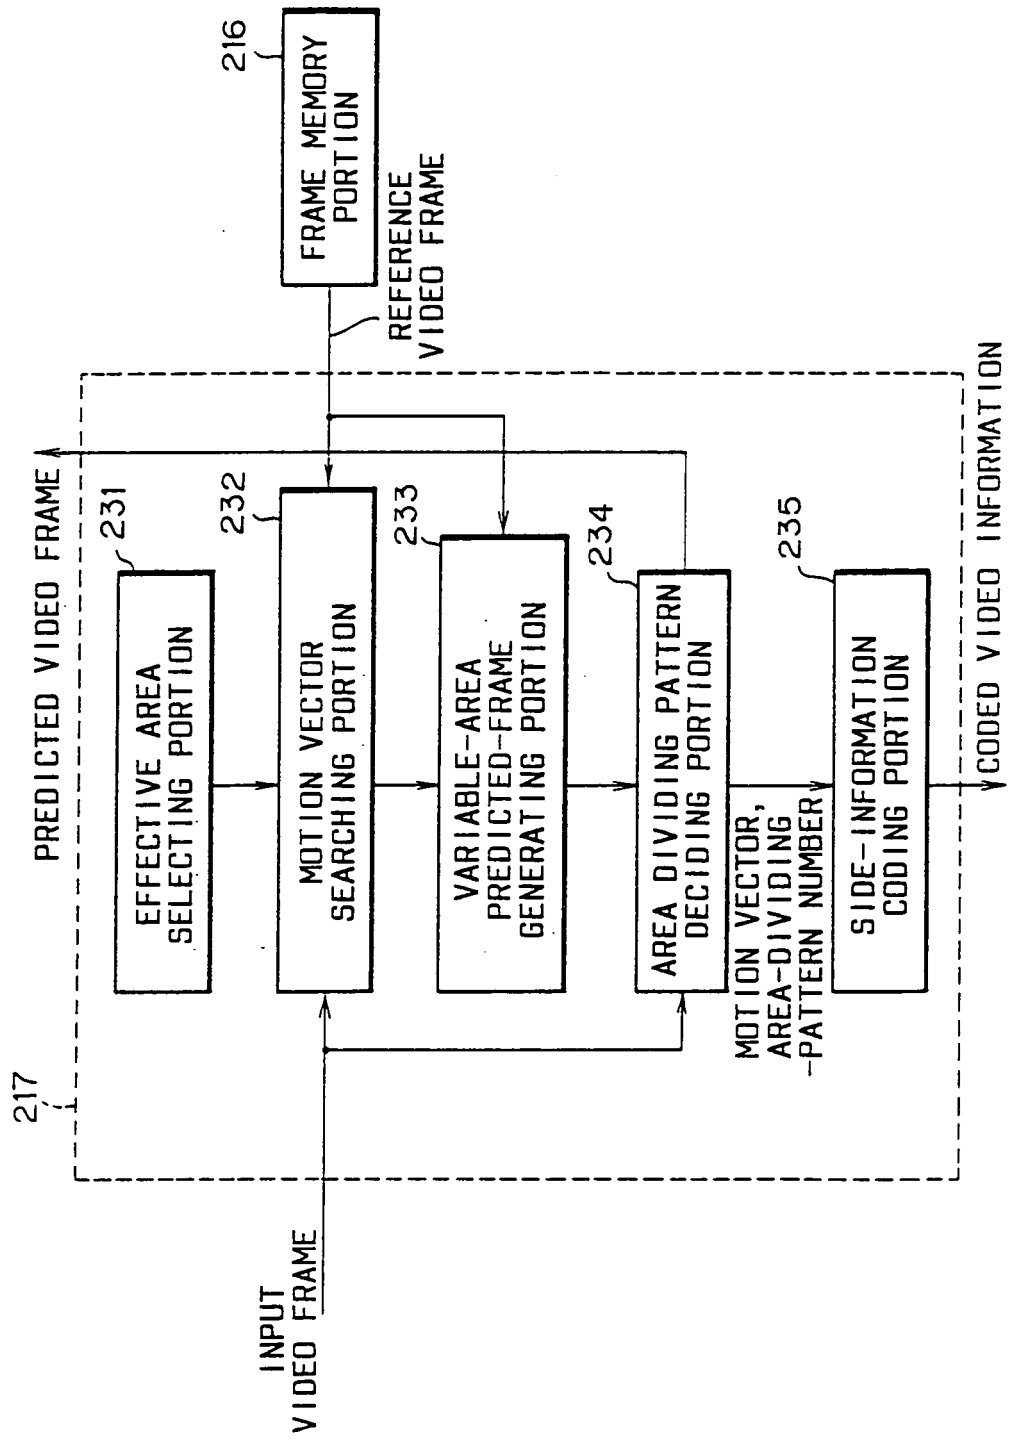 PREDICTED VIDEO FRAME
217
231
EFFECTIVE AREA
SELECTING PORTION
232
MOTION VECTOR
SEARCHING PORTION
216
FRAME MEMORY
PORTION
REFERENCE
VIDEO FRAME
INPUT
VIDEO FRAME
233
VARIABLE-AREA
PREDICTED-FRAME
GENERATING PORTION
234
AREA DIVIDING PATTERN
DECIDING PORTION
MOTION VECTOR,
AREA-DIVIDING
-PATTERN NUMBER
235
SIDE-INFORMATION
CODING PORTION
CODED VIDEO INFORMATION